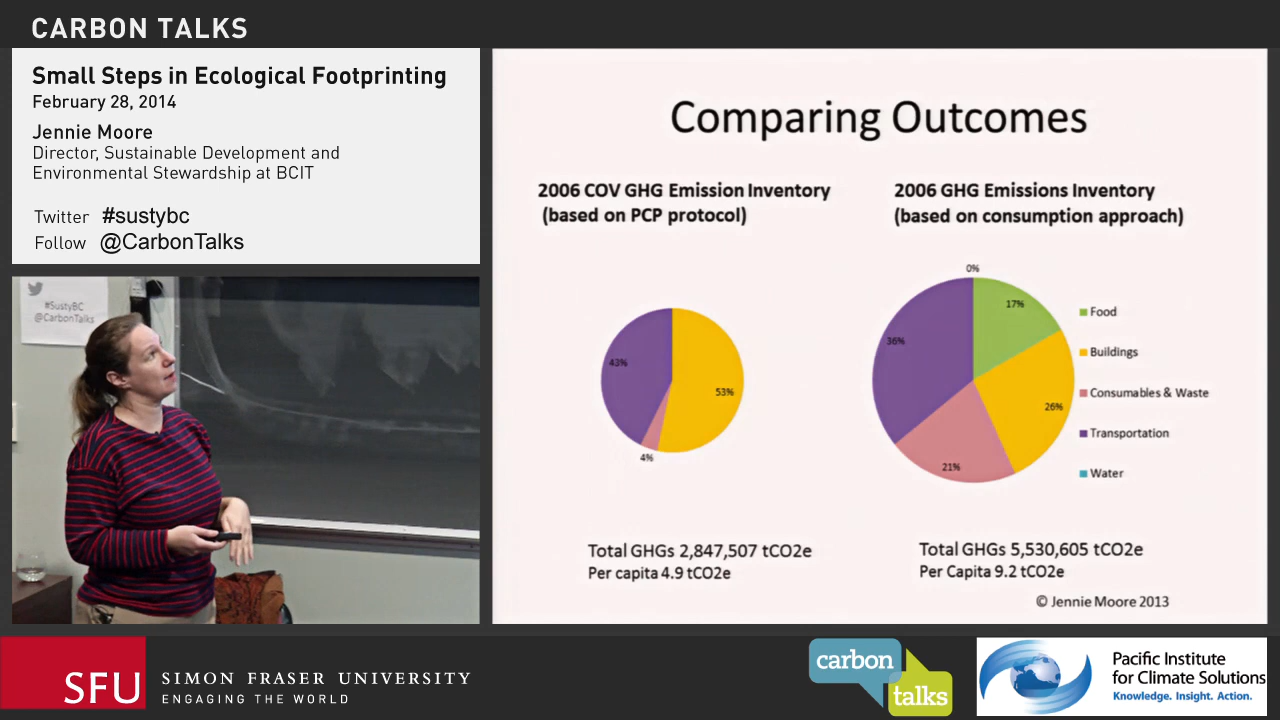 CARBON TALKS
Small Steps in Ecological Footprinting
February 28, 2014
Jennie Moore
Director, Sustainable Development and
Environmental Stewardship at BCIT
Twitter #sustybc
Follow @CarbonTalks
#SustyBC
@CarbonTalks
Comparing Outcomes
2006 COV GHG Emission Inventory
(based on PCP protocol)
43%
53%
4%
Total GHGs 2,847,507 tCO2e
Per capita 4.9 tCO2e
2006 GHG Emissions Inventory
(based on consumption approach)
0%
17%
36%
26%
21%
Food
Buildings
Consumables & Waste
Transportation
Water
Total GHGs 5,530,605 tCO2e
Per Capita 9.2 tCO2e
© Jennie Moore 2013
SFU
SIMON FRASER UNIVERSITY
ENGAGING THE WORLD
carbon
talks
Pacific Institute
for Climate Solutions
Knowledge. Insight. Action.